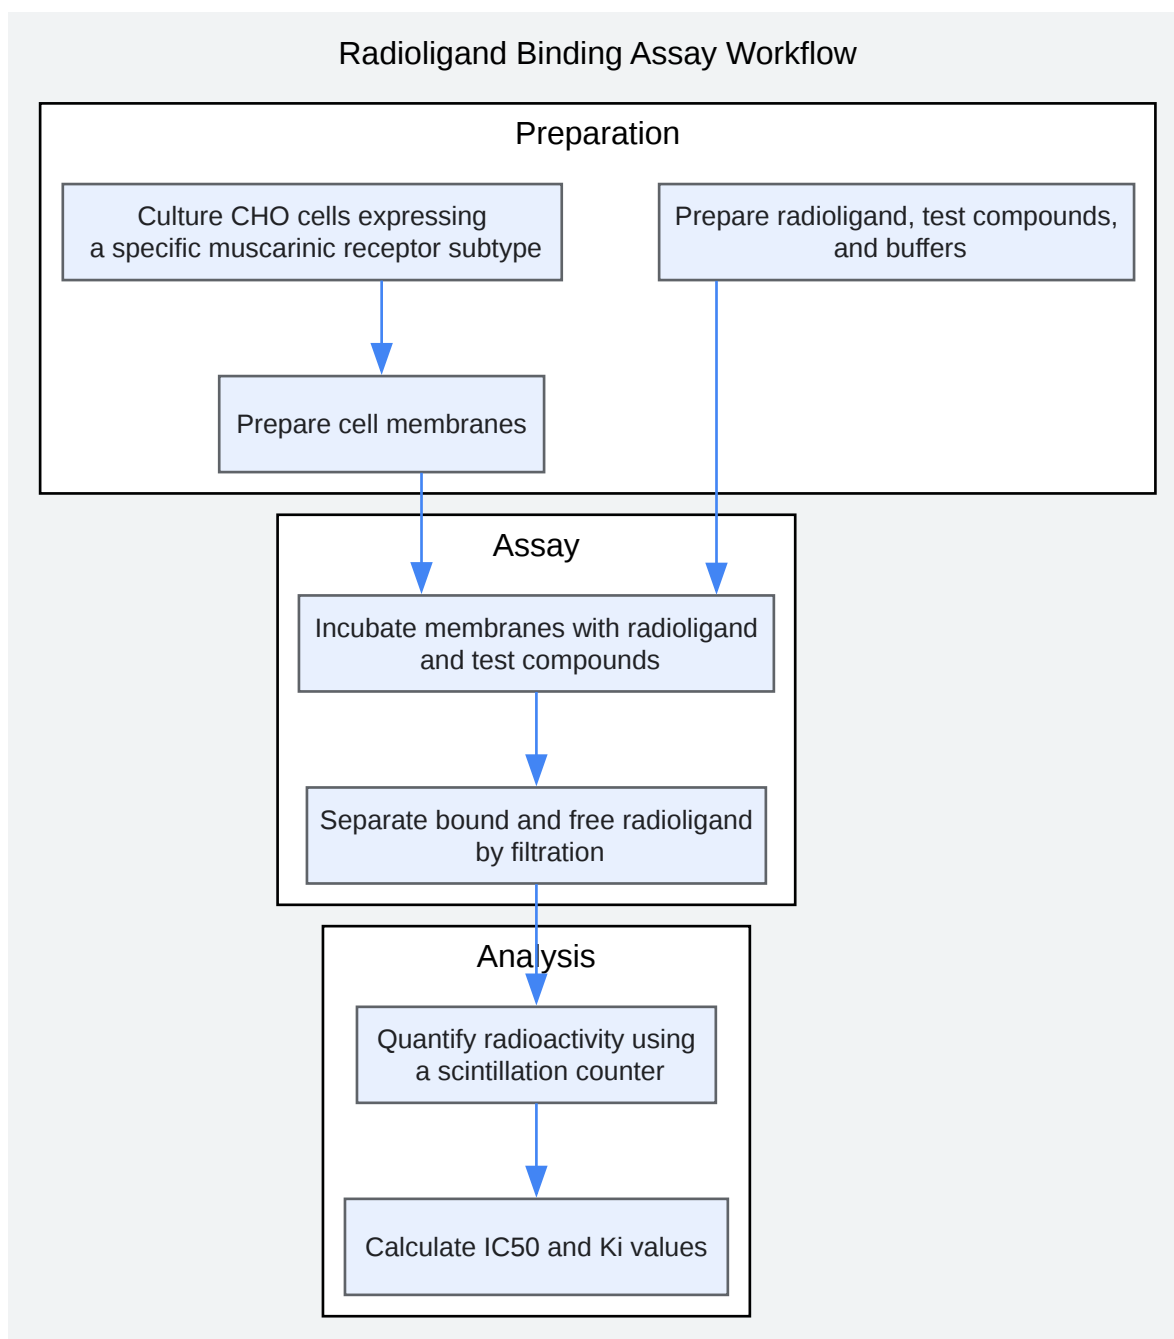 Radioligand Binding Assay Workflow
Preparation
Culture CHO cells expressing
a specific muscarinic receptor subtype
Prepare radioligand, test compounds,
and buffers
Prepare cell membranes
Assay
Incubate membranes with radioligand
and test compounds
Separate bound and free radioligand
by filtration
Analysis
Quantify radioactivity using
a scintillation counter
Calculate IC50 and Ki values